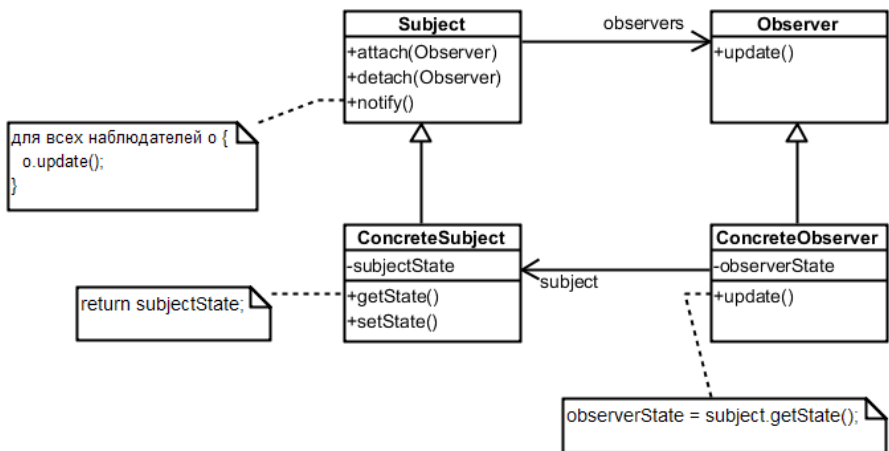 Subject
+attach(Observer)
+detach(Observer)
+notify()
observers
Observer
+update()
для всех наблюдателей o {
o.update();
}
ConcreteSubject
-subjectState
+getState()
+setState()
subject
ConcreteObserver
-observerState
+update()
return subjectState;
observerState = subject.getState();